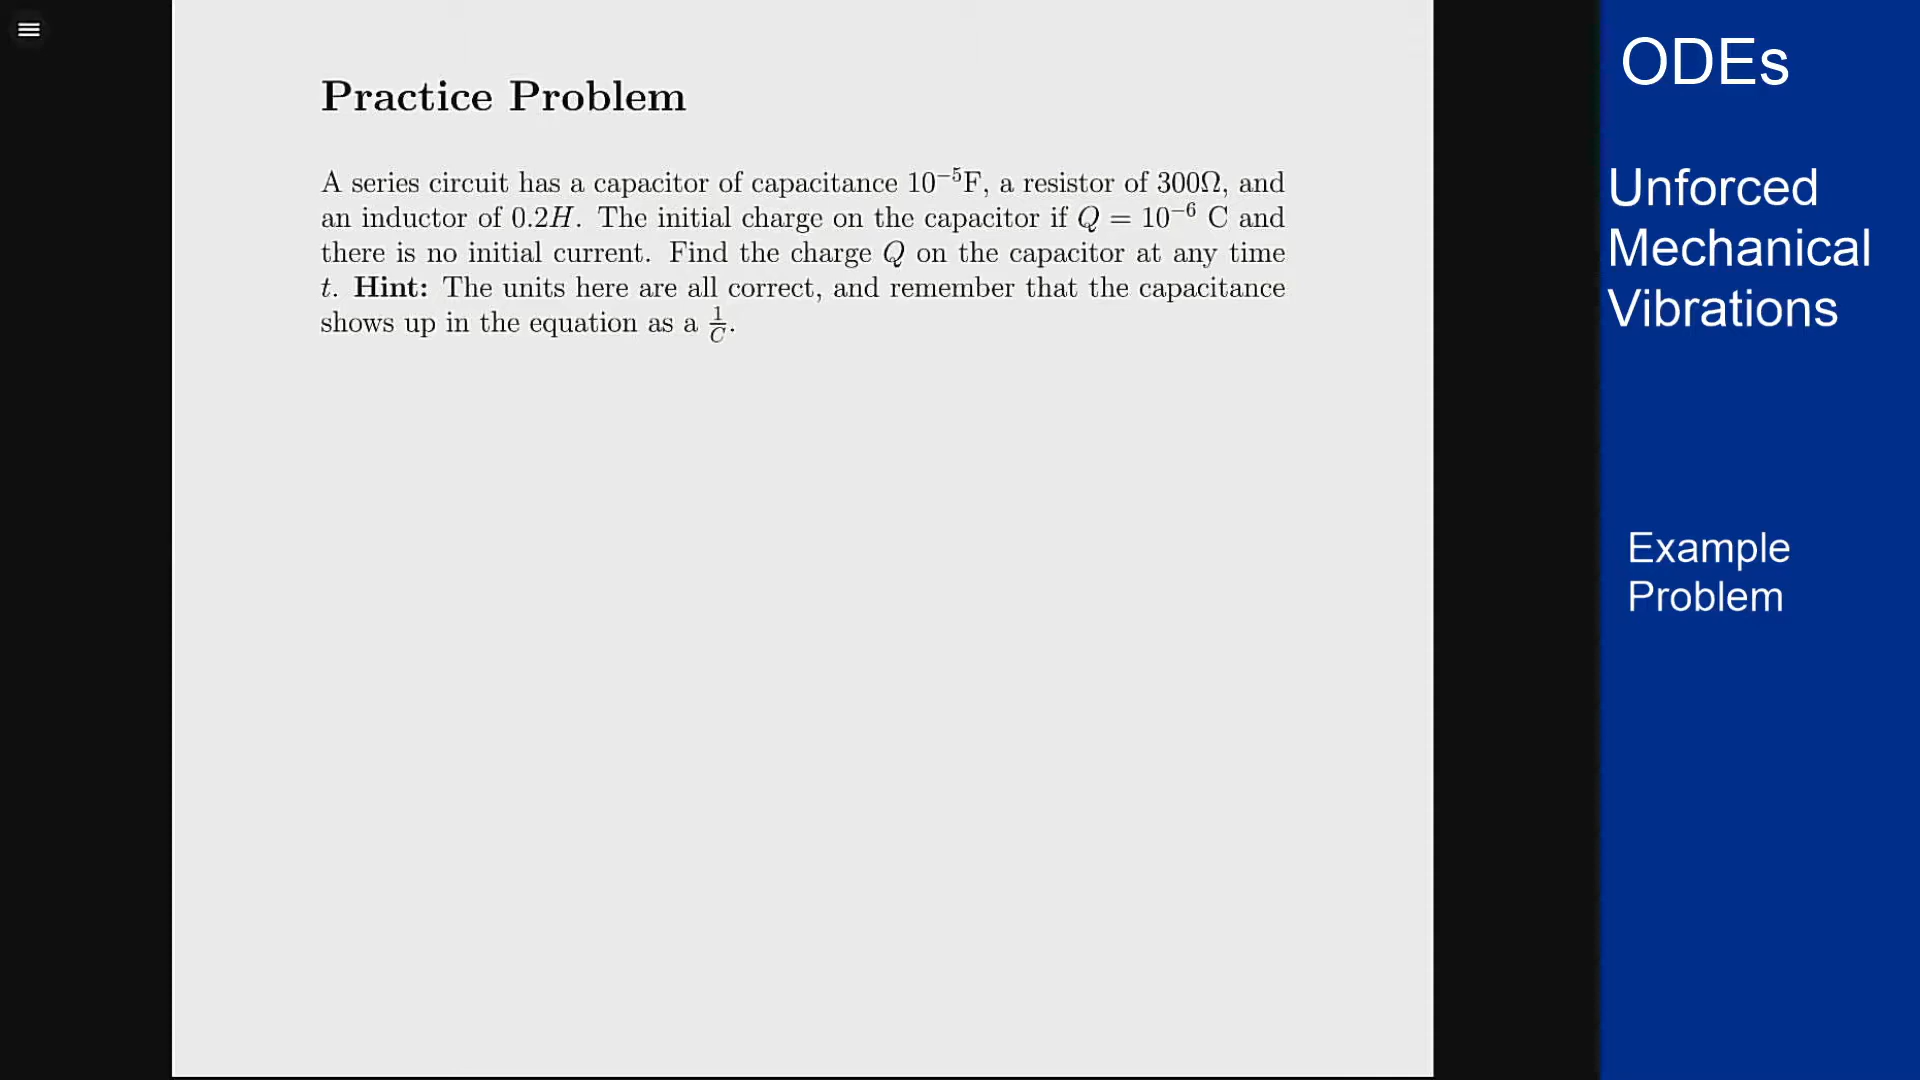 Practice Problem
A series circuit has a capacitor of capacitance 10⁻⁵F, a resistor of 300Ω, and
an inductor of 0.2H. The initial charge on the capacitor if Q = 10⁻⁶ C and
there is no initial current. Find the charge Q on the capacitor at any time
t. Hint: The units here are all correct, and remember that the capacitance
shows up in the equation as a 1/C.
ODEs
Unforced
Mechanical
Vibrations
Example
Problem